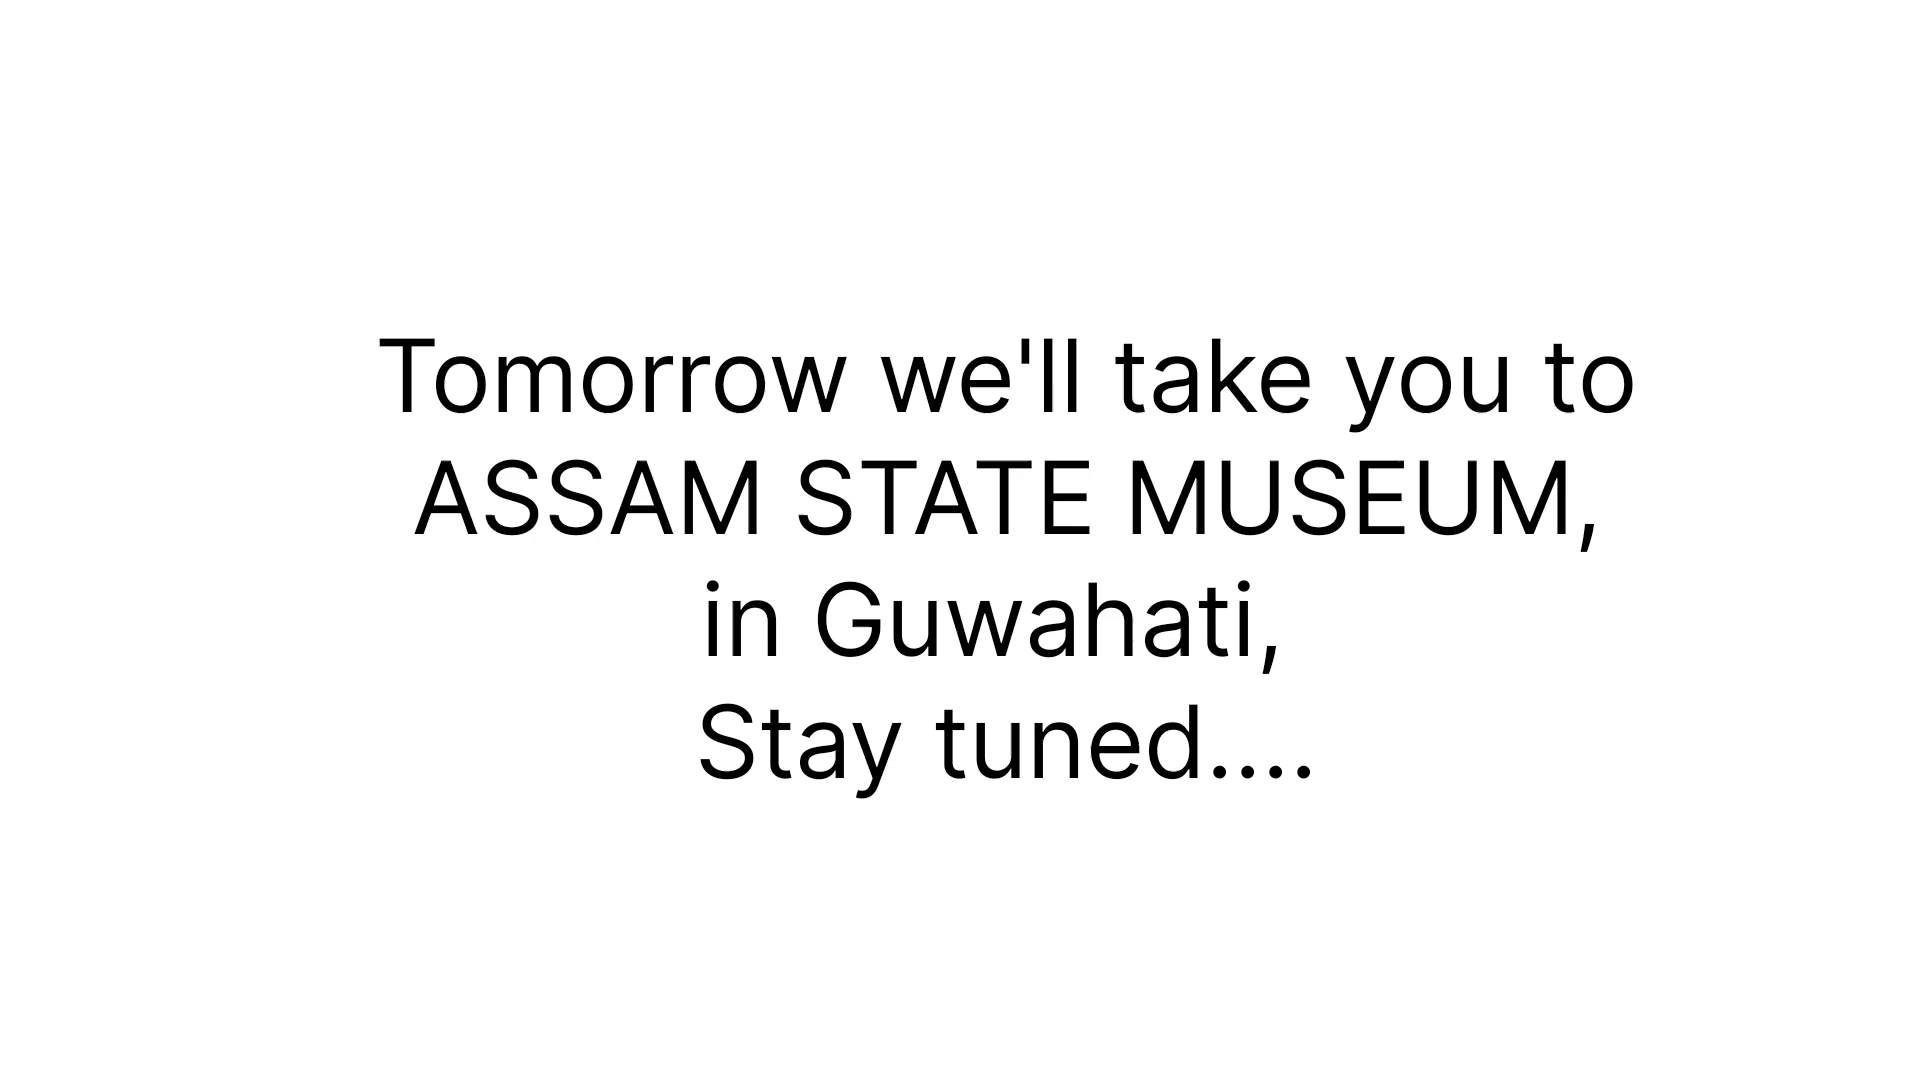 Tomorrow we'll take you to
ASSAM STATE MUSEUM,
in Guwahati,
Stay tuned....